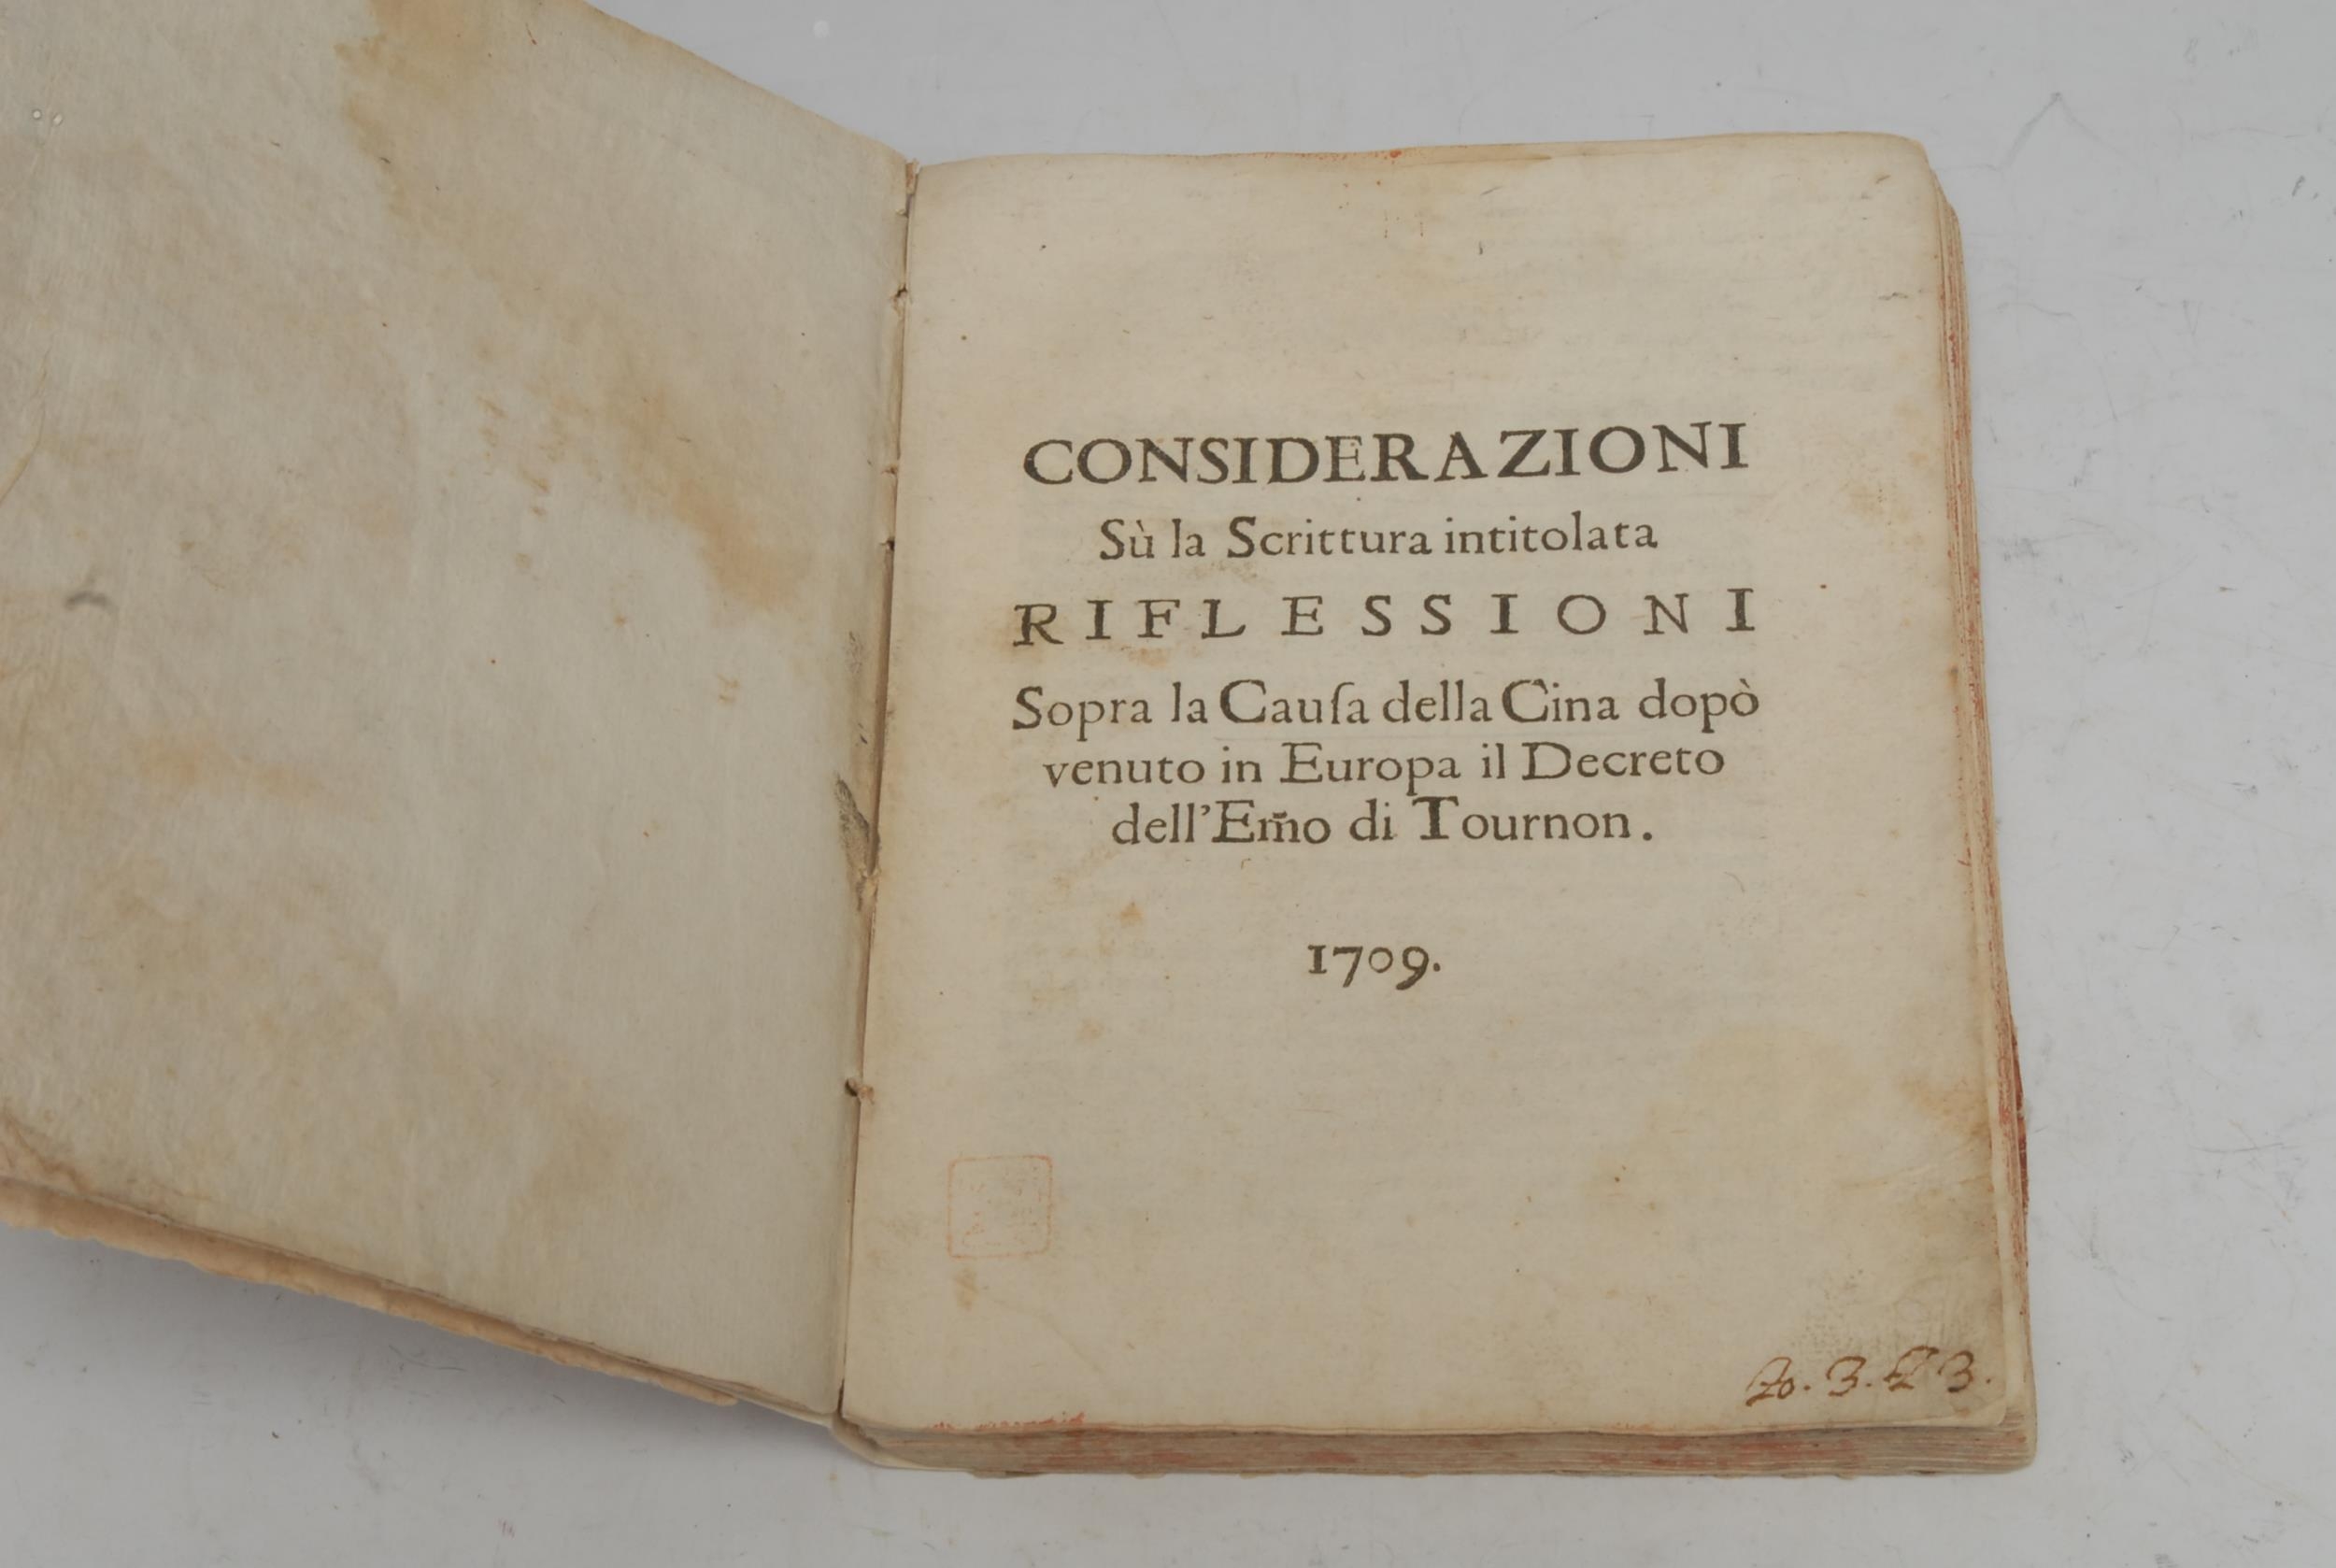 CONSIDERAZIONI
Sù la Scrittura intitolata
RIFLESSIONI
Sopra la Cauſa della Cina dopò
venuto in Europa il Decreto
dell'Em̃o di Tournon.
1709.